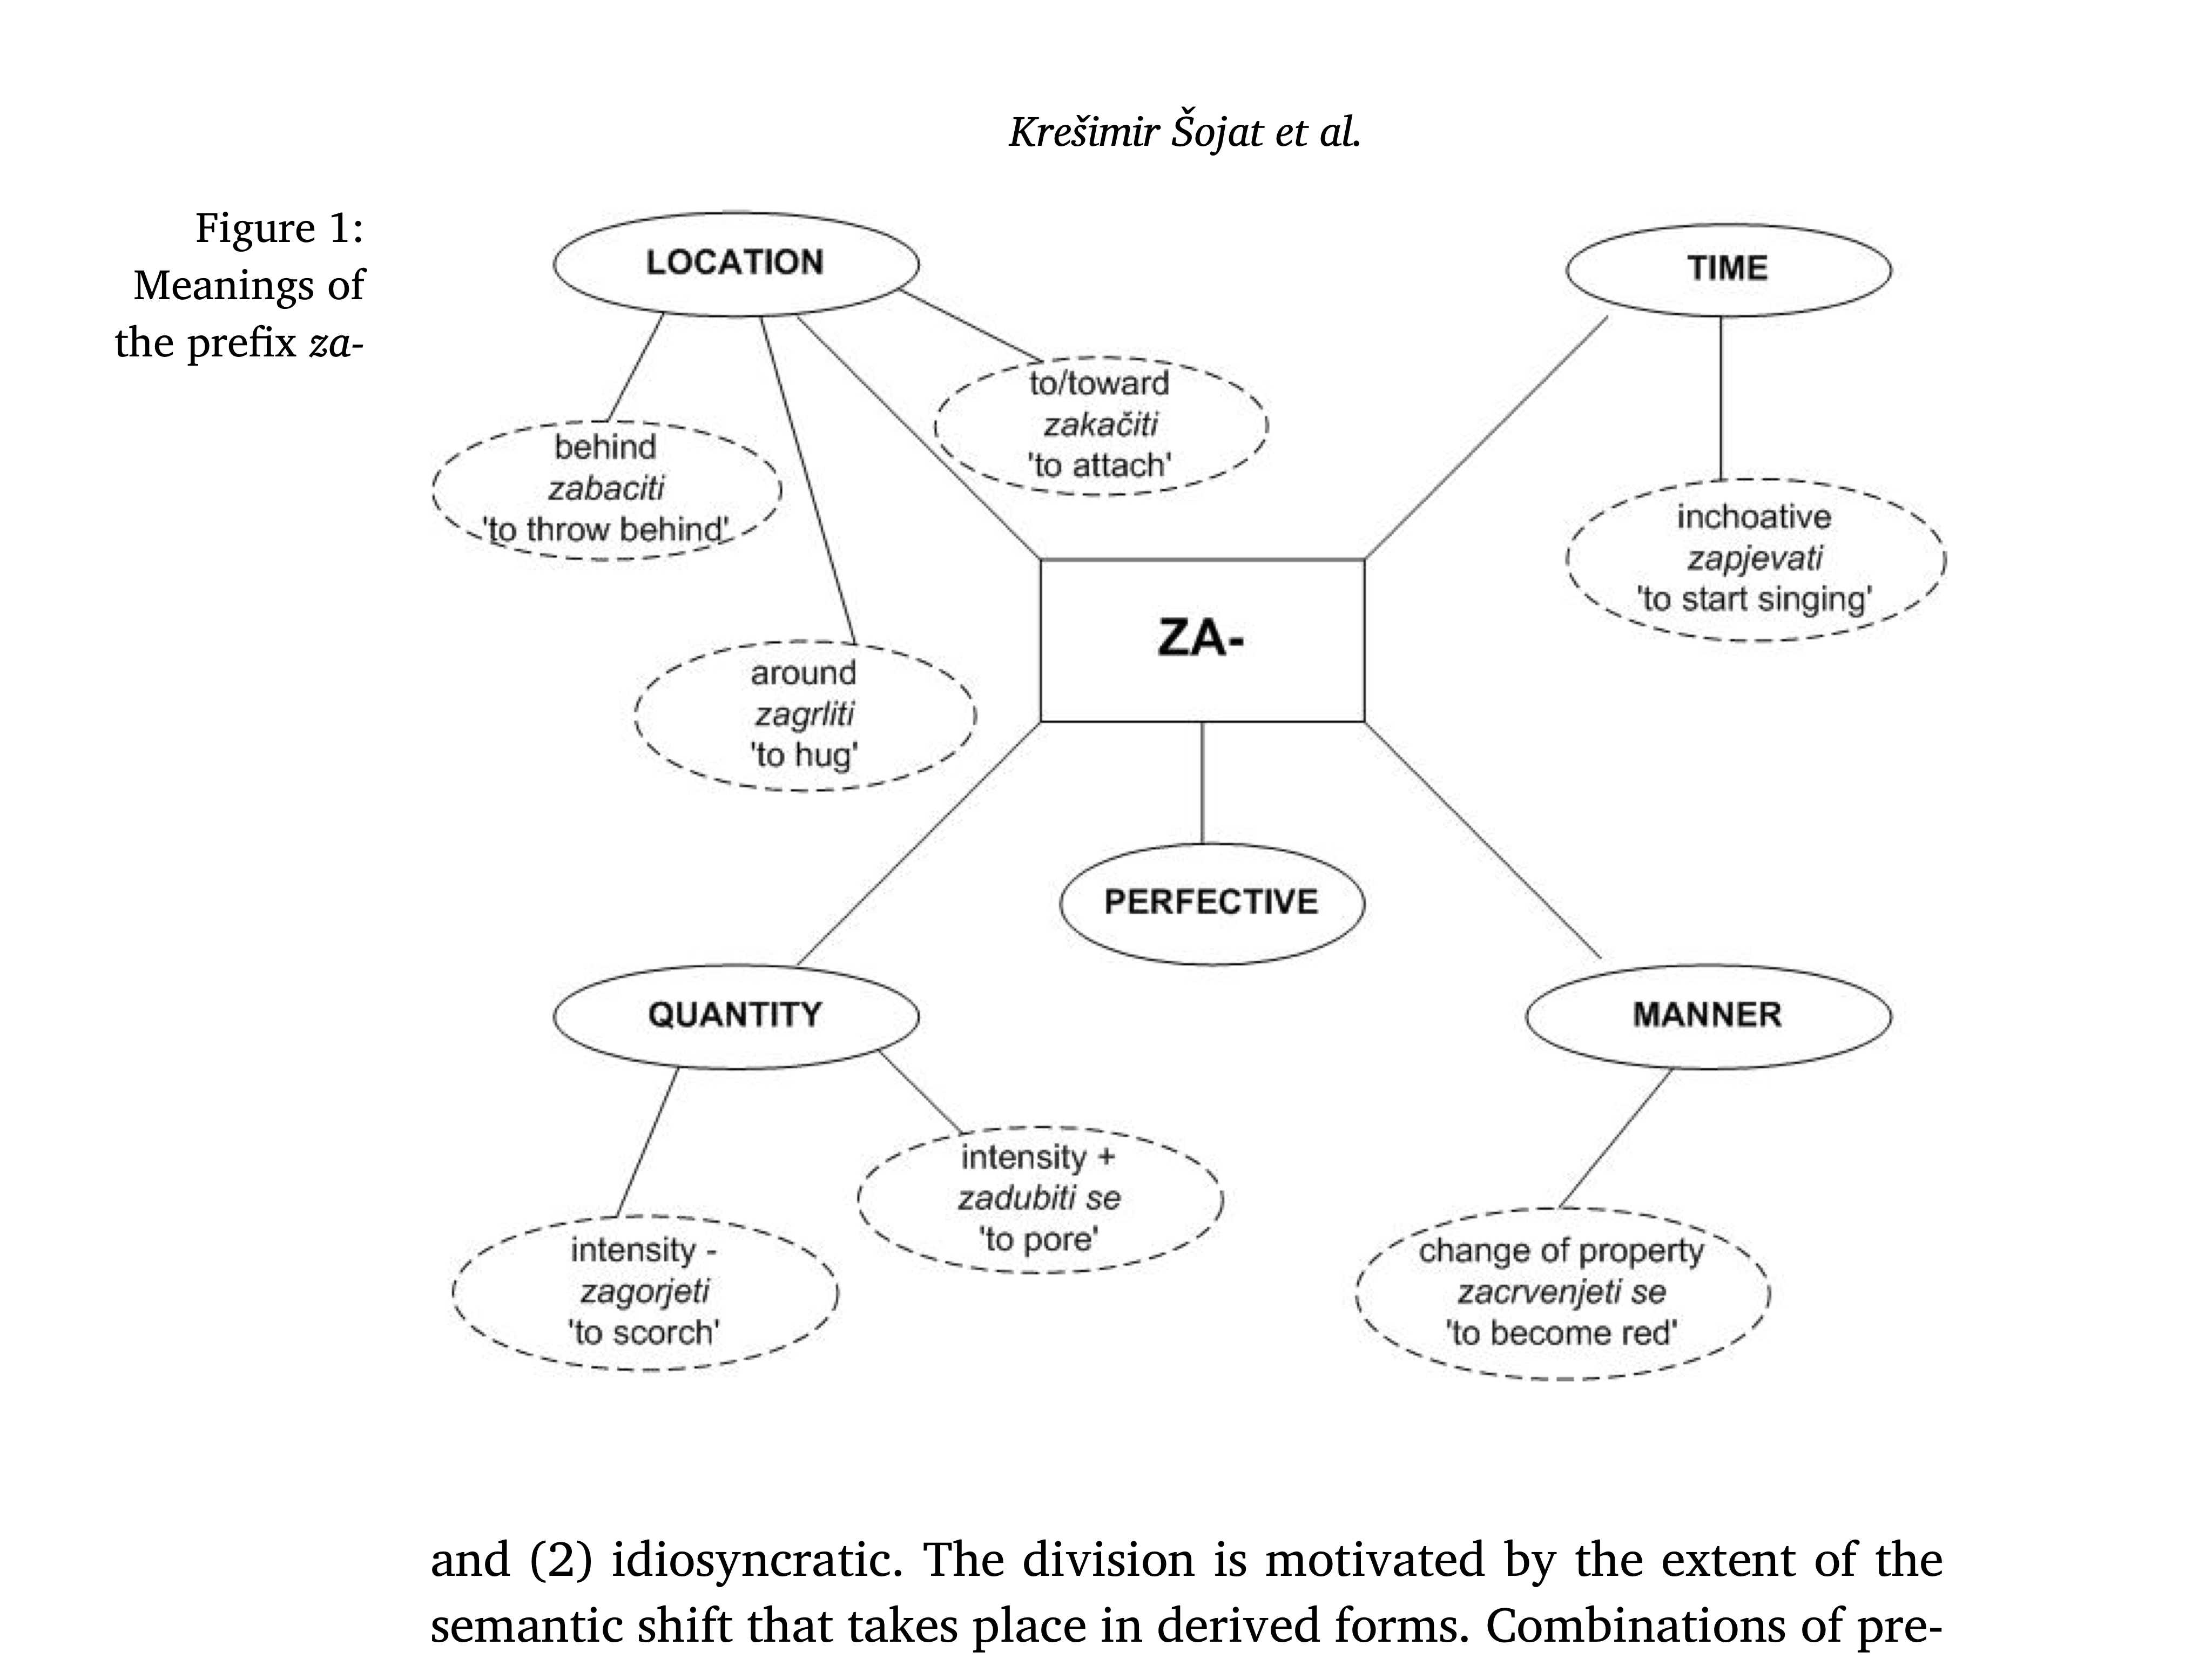 Krešimir Šojat et al.
Figure 1:
Meanings of
the prefix za-
LOCATION
TIME
to/toward
zakačiti
'to attach'
behind
zabaciti
'to throw behind'
inchoative
zapjevati
'to start singing'
ZA-
around
zagrliti
'to hug'
PERFECTIVE
QUANTITY
MANNER
intensity +
zadubiti se
'to pore'
intensity -
zagorjeti
'to scorch'
change of property
zacrvenjeti se
'to become red'
and (2) idiosyncratic. The division is motivated by the extent of the
semantic shift that takes place in derived forms. Combinations of pre-